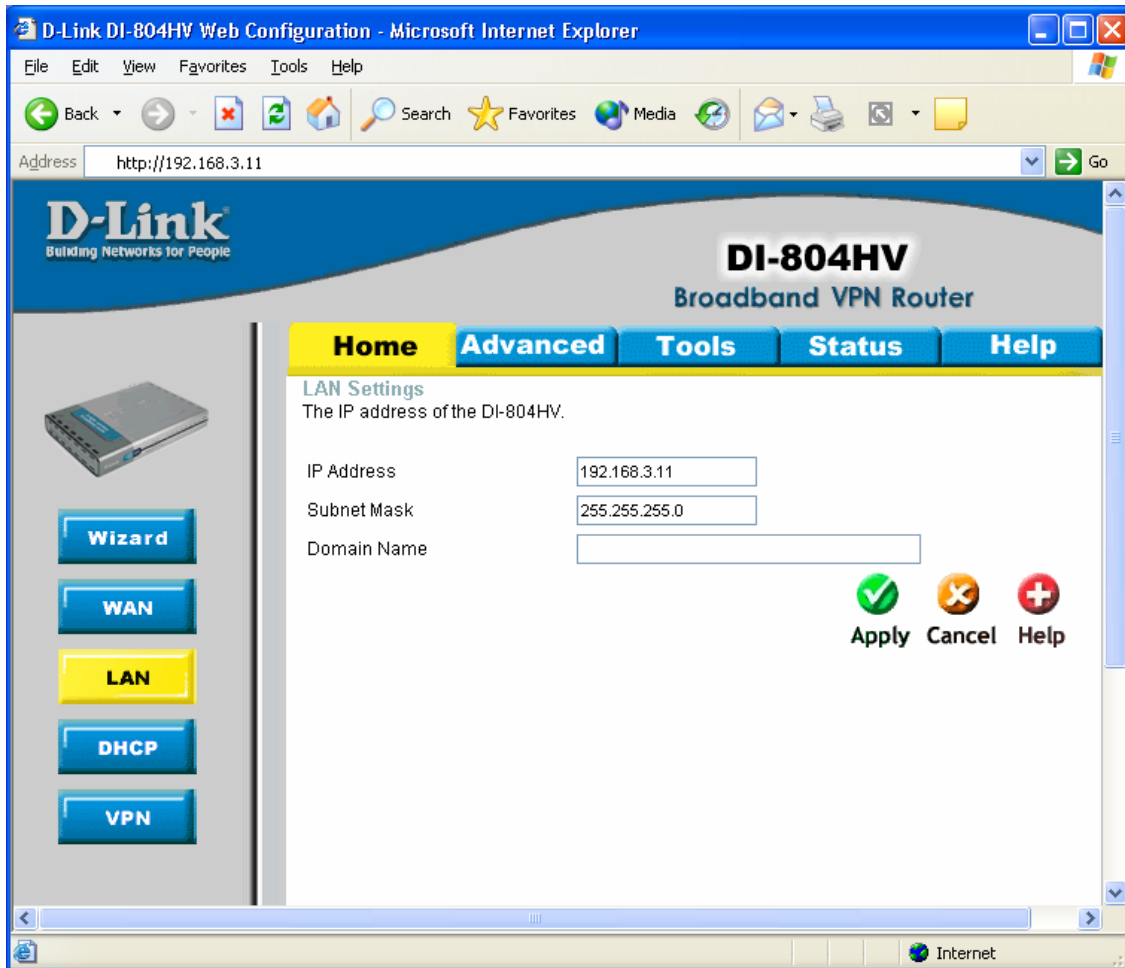 D-Link DI-804HV Web Configuration - Microsoft Internet Explorer
File Edit View Favorites Tools Help
Back Search Favorites Media
Address http://192.168.3.11 Go
D-Link
Building Networks for People
DI-804HV
Broadband VPN Router
Home Advanced Tools Status Help
LAN Settings
The IP address of the DI-804HV.
IP Address 192.168.3.11
Subnet Mask 255.255.255.0
Domain Name
Apply Cancel Help
Wizard
WAN
LAN
DHCP
VPN
Internet